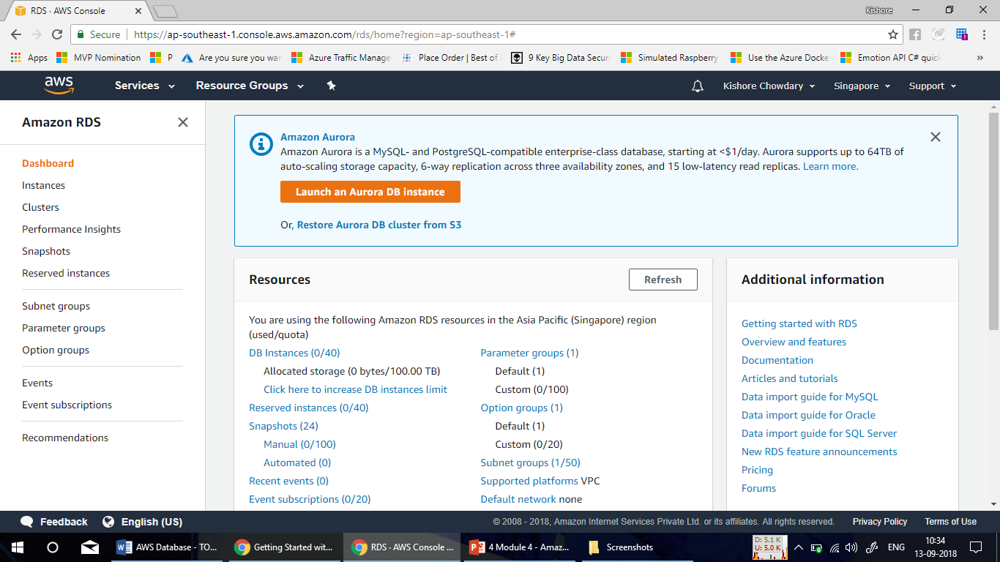 RDS · AWS Console
Kishore
Secure
https://ap-southeast-1.console.aws.amazon.com/rds/home?region=ap-southeast-1#
Apps
MVP Nomination
P
Are you sure you wan
Azure Traffic Manage
Place Order | Best of
9 Key Big Data Securi
Simulated Raspberry
Use the Azure Docke
Emotion API C# quick
»
aws
Services
Resource Groups
Kishore Chowdary
Singapore
Support
Amazon RDS
Dashboard
Instances
Clusters
Performance Insights
Snapshots
Reserved instances
Subnet groups
Parameter groups
Option groups
Events
Event subscriptions
Recommendations
Amazon Aurora
Amazon Aurora is a MySQL- and PostgreSQL-compatible enterprise-class database, starting at <$1/day. Aurora supports up to 64TB of
auto-scaling storage capacity, 6-way replication across three availability zones, and 15 low-latency read replicas. Learn more.
Launch an Aurora DB instance
Or, Restore Aurora DB cluster from S3
Resources
Refresh
You are using the following Amazon RDS resources in the Asia Pacific (Singapore) region
(used/quota)
DB Instances (0/40)
Allocated storage (0 bytes/100.00 TB)
Click here to increase DB instances limit
Reserved instances (0/40)
Snapshots (24)
Manual (0/100)
Automated (0)
Recent events (0)
Event subscriptions (0/20)
Parameter groups (1)
Default (1)
Custom (0/100)
Option groups (1)
Default (1)
Custom (0/20)
Subnet groups (1/50)
Supported platforms VPC
Default network none
Additional information
Getting started with RDS
Overview and features
Documentation
Articles and tutorials
Data import guide for MySQL
Data import guide for Oracle
Data import guide for SQL Server
New RDS feature announcements
Pricing
Forums
Feedback
English (US)
© 2008 - 2018, Amazon Internet Services Private Ltd. or its affiliates. All rights reserved.
Privacy Policy
Terms of Use
AWS Database - TO...
Getting Started wit...
RDS · AWS Console ...
4 Module 4 - Amaz...
Screenshots
D: 5.1 K
U: 5.0 K
ENG
10:34
13-09-2018